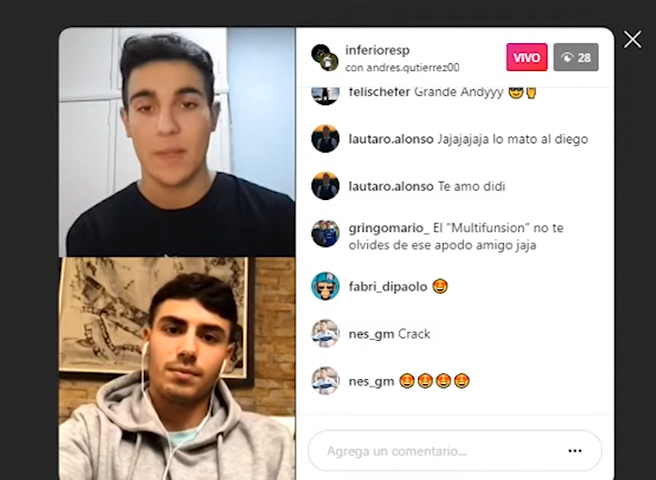 inferioresp
con andres.gutierrez00
VIVO
28
felischefer Grande Andyyy
lautaro.alonso Jajajajaja lo mato al diego
lautaro.alonso Te amo didi
gringomario_ El "Multifunsion" no te
olvides de ese apodo amigo jaja
fabri_dipaolo
nes_gm Crack
nes_gm
Agrega un comentario...